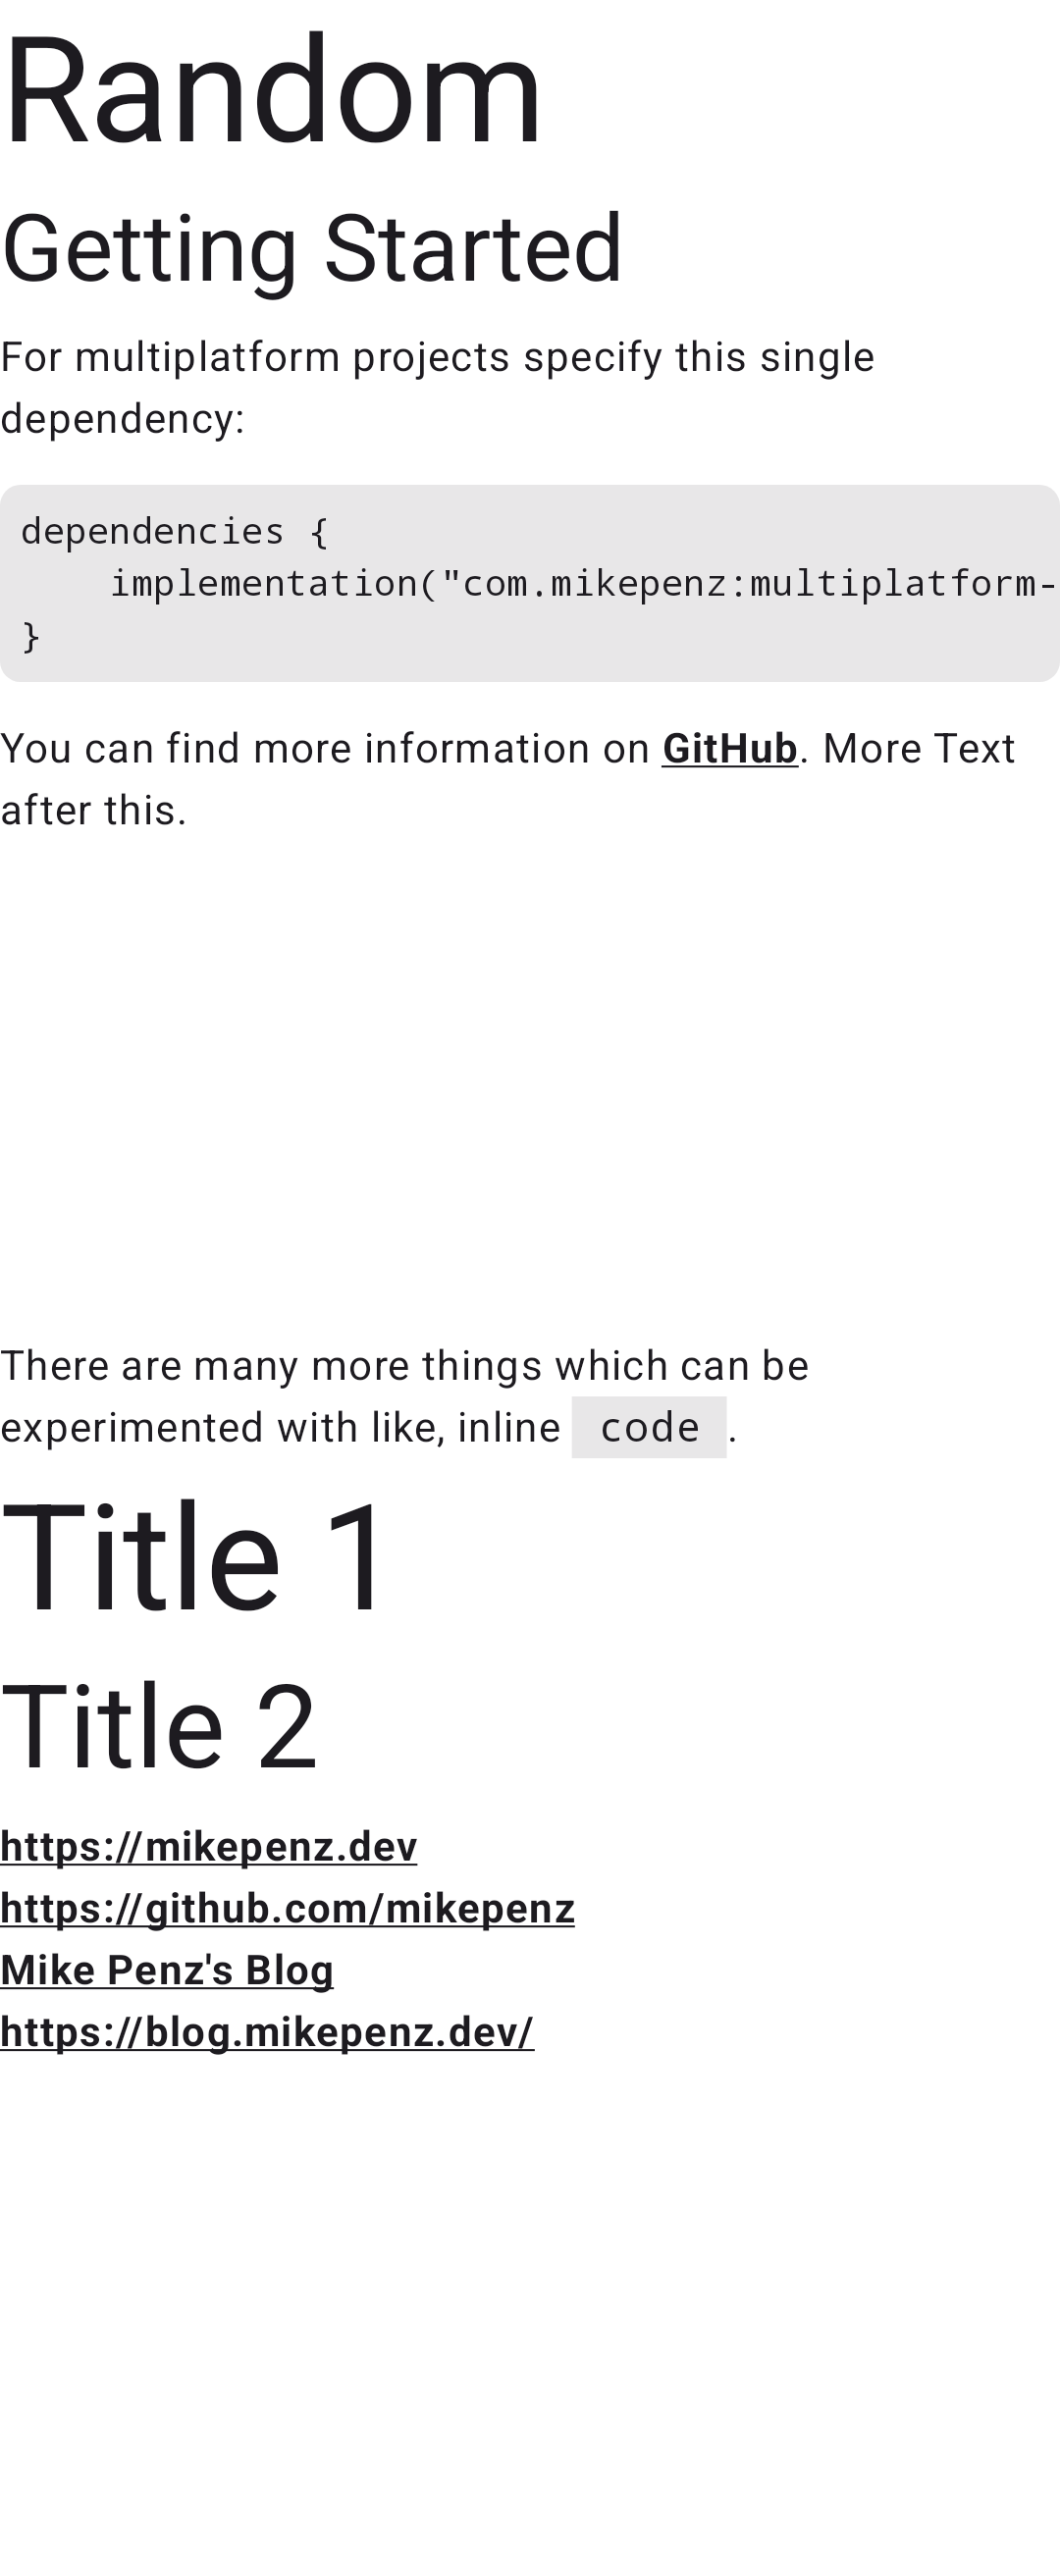 Random
Getting Started
For multiplatform projects specify this single
dependency:
dependencies {
    implementation("com.mikepenz:multiplatform-
}
You can find more information on GitHub. More Text
after this.
There are many more things which can be
experimented with like, inline code .
Title 1
Title 2
https://mikepenz.dev
https://github.com/mikepenz
Mike Penz's Blog
https://blog.mikepenz.dev/